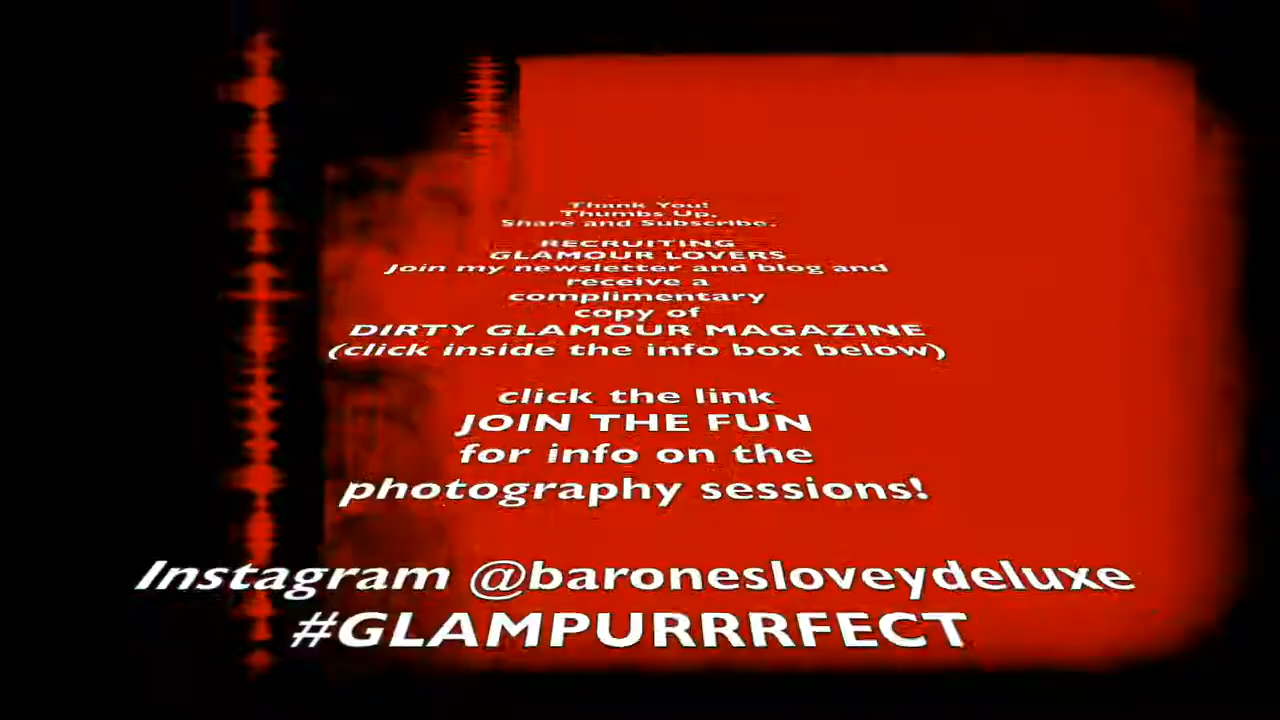 Thank You!
Thumbs Up.
Share and Subscribe.
RECRUITING
GLAMOUR LOVERS
Join my newsletter and blog and
receive a
complimentary
copy of
DIRTY GLAMOUR MAGAZINE
(click inside the info box below)
click the link
JOIN THE FUN
for info on the
photography sessions!
Instagram @baronesloveydeluxe
#GLAMPURRRFECT